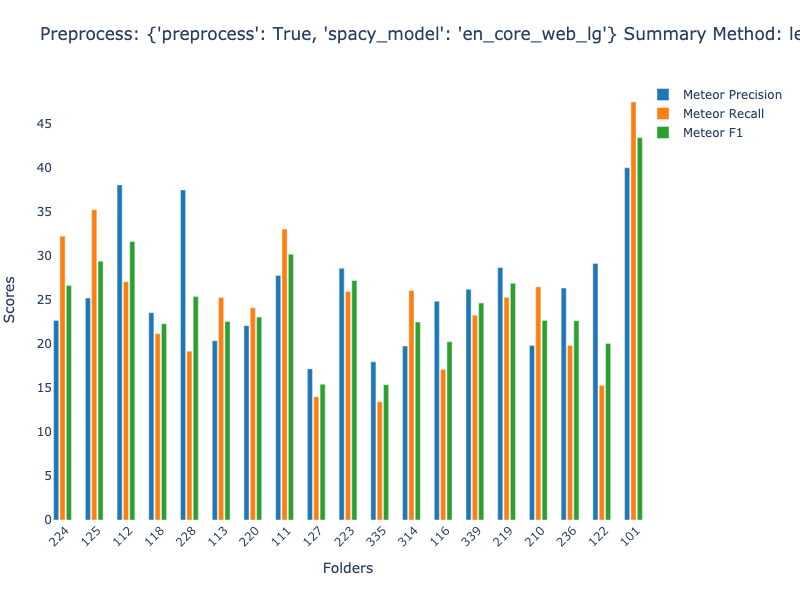 Preprocess: {'preprocess': True, 'spacy_model': 'en_core_web_lg'} Summary Method: le
Meteor Precision
Meteor Recall
Meteor F1
45
40
35
30
25
20
15
10
5
0
Scores
224 125 112 118 228 113 220 111 127 223 335 314 116 339 219 210 236 122 101
Folders